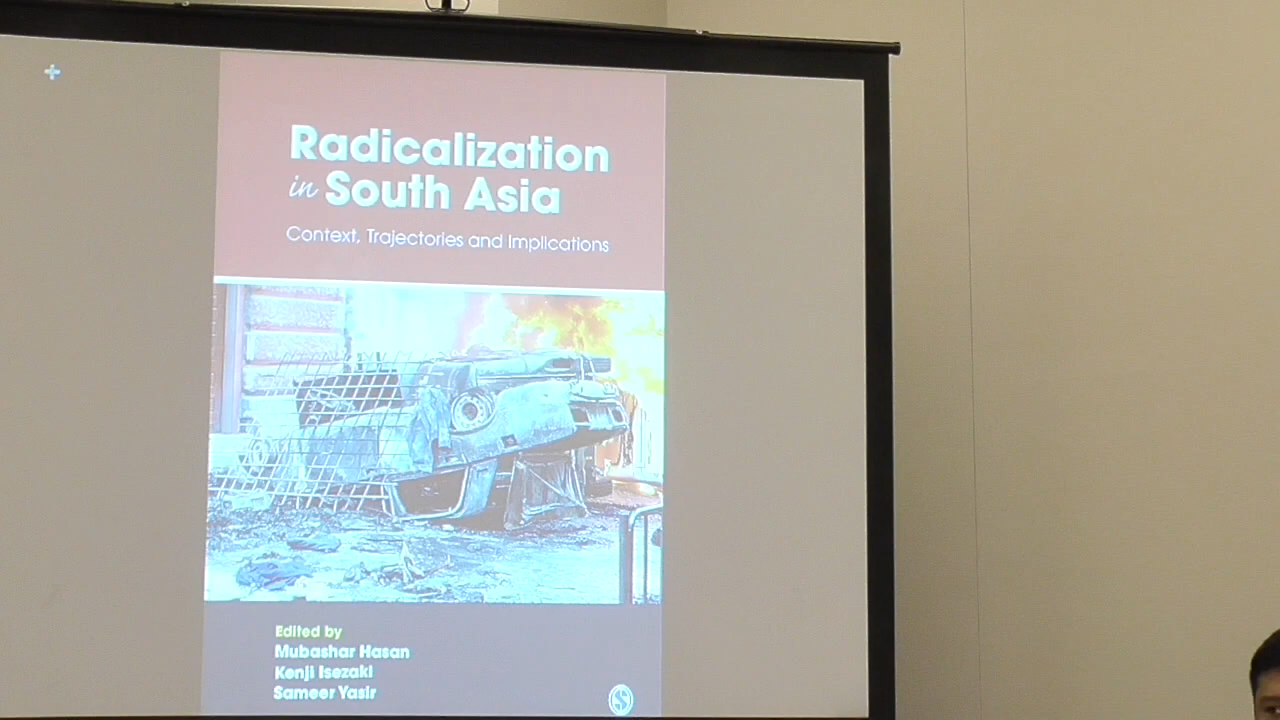 Radicalization
in South Asia
Context, Trajectories and Implications
Edited by
Mubashar Hasan
Kenji Isezaki
Sameer Yasir